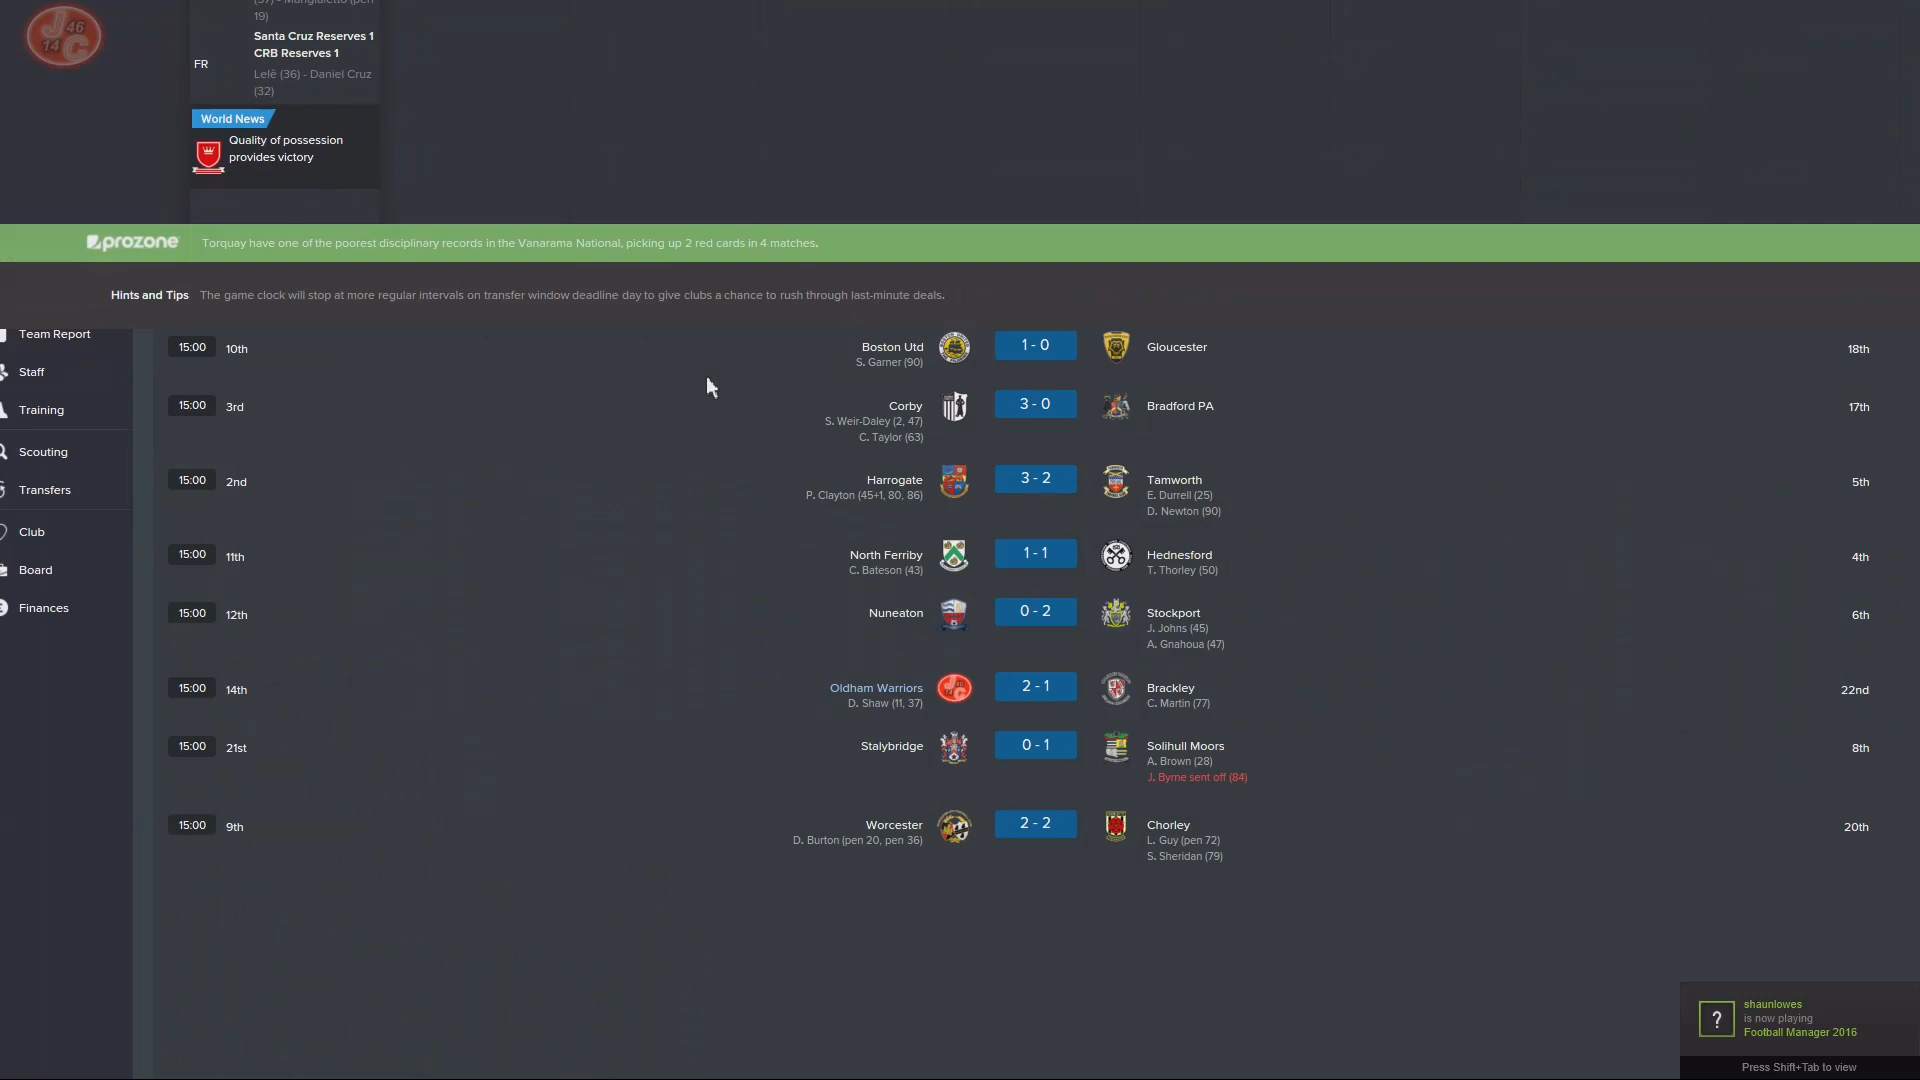 19)
Santa Cruz Reserves 1
CRB Reserves 1
FR
Lelê (36) - Daniel Cruz
(32)
World News
Quality of possession
provides victory
prozone
Torquay have one of the poorest disciplinary records in the Vanarama National, picking up 2 red cards in 4 matches.
Hints and Tips The game clock will stop at more regular intervals on transfer window deadline day to give clubs a chance to rush through last-minute deals.
Team Report
Staff
Training
Scouting
Transfers
Club
Board
Finances
15:00 10th Boston Utd 1 - 0 Gloucester 18th
S. Garner (90)
15:00 3rd Corby 3 - 0 Bradford PA 17th
S. Weir-Daley (2, 47)
C. Taylor (63)
15:00 2nd Harrogate 3 - 2 Tamworth 5th
P. Clayton (45+1, 80, 86) E. Durrell (25)
D. Newton (90)
15:00 11th North Ferriby 1 - 1 Hednesford 4th
C. Bateson (43) T. Thorley (50)
15:00 12th Nuneaton 0 - 2 Stockport 6th
J. Johns (45)
A. Gnahoua (47)
15:00 14th Oldham Warriors 2 - 1 Brackley 22nd
D. Shaw (11, 37) C. Martin (77)
15:00 21st Stalybridge 0 - 1 Solihull Moors 8th
A. Brown (28)
J. Byrne sent off (84)
15:00 9th Worcester 2 - 2 Chorley 20th
D. Burton (pen 20, pen 36) L. Guy (pen 72)
S. Sheridan (79)
shaunlowes
is now playing
Football Manager 2016
Press Shift+Tab to view